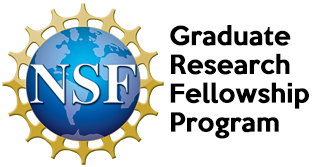 NSF
Graduate
Research
Fellowship
Program